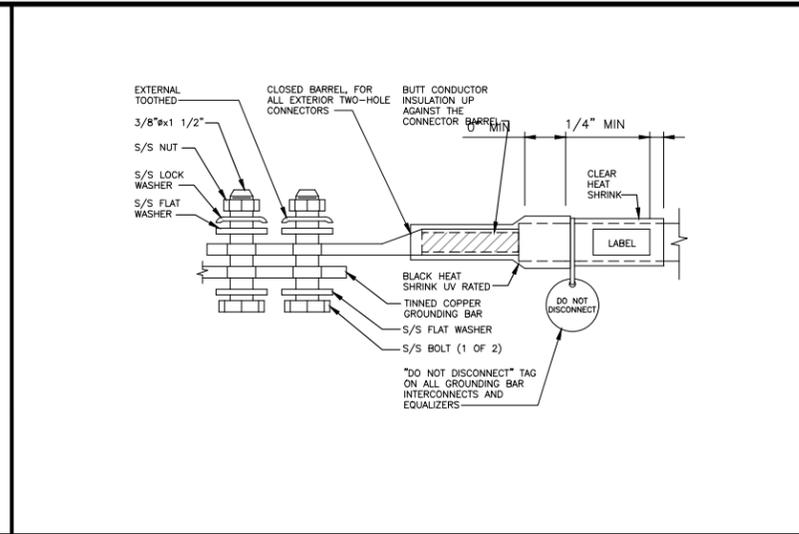 EXTERNAL
TOOTHED
3/8"øx1 1/2"
S/S NUT
S/S LOCK
WASHER
S/S FLAT
WASHER
CLOSED BARREL, FOR
ALL EXTERIOR TWO-HOLE
CONNECTORS
BUTT CONDUCTOR
INSULATION UP
AGAINST THE
CONNECTOR BARREL
0" MIN
1/4" MIN
CLEAR
HEAT
SHRINK
LABEL
BLACK HEAT
SHRINK UV RATED
TINNED COPPER
GROUNDING BAR
S/S FLAT WASHER
S/S BOLT (1 OF 2)
DO NOT
DISCONNECT
"DO NOT DISCONNECT" TAG
ON ALL GROUNDING BAR
INTERCONNECTS AND
EQUALIZERS